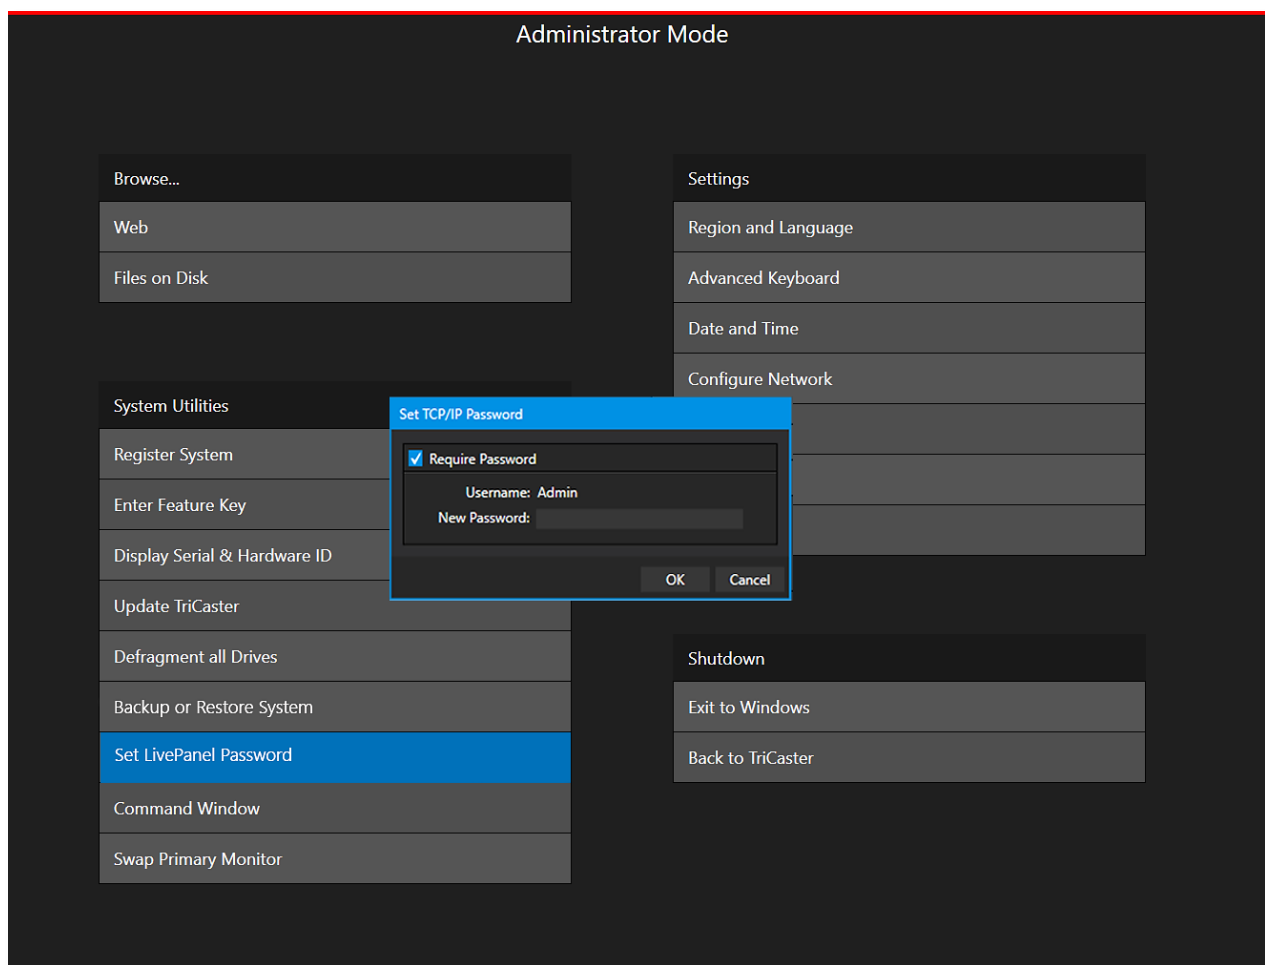 Administrator Mode
Browse...
Web
Files on Disk
System Utilities
Register System
Enter Feature Key
Display Serial & Hardware ID
Update TriCaster
Defragment all Drives
Backup or Restore System
Set LivePanel Password
Command Window
Swap Primary Monitor
Settings
Region and Language
Advanced Keyboard
Date and Time
Configure Network
Set TCP/IP Password
Require Password
Username: Admin
New Password:
OK Cancel
Shutdown
Exit to Windows
Back to TriCaster